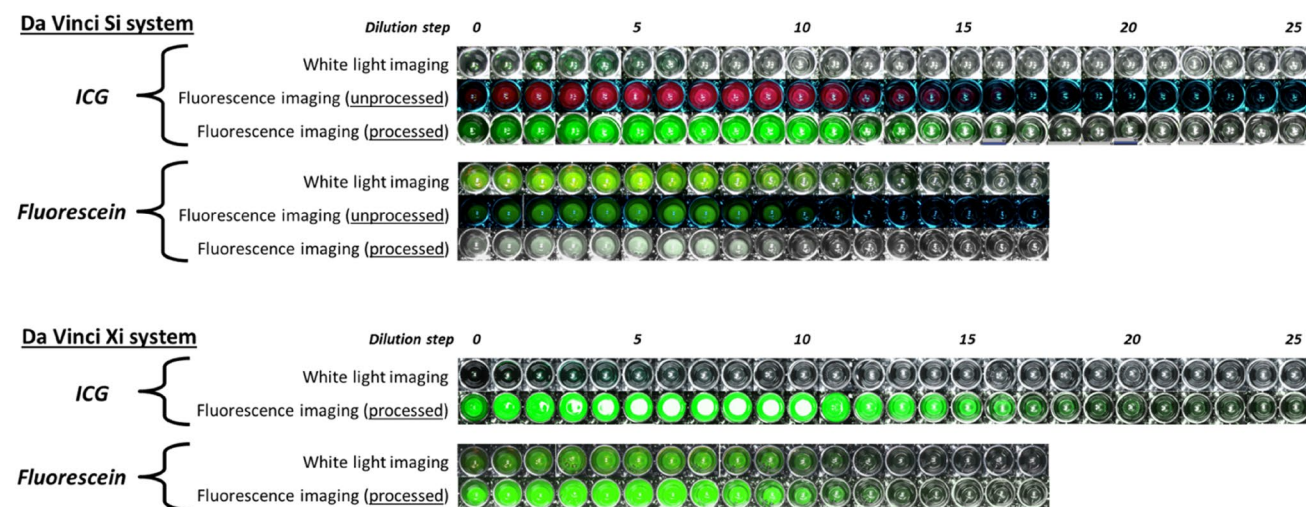 Da Vinci Si system
Dilution step 0 5 10 15 20 25
ICG
White light imaging
Fluorescence imaging (unprocessed)
Fluorescence imaging (processed)
Fluorescein
White light imaging
Fluorescence imaging (unprocessed)
Fluorescence imaging (processed)
Da Vinci Xi system
Dilution step 0 5 10 15 20 25
ICG
White light imaging
Fluorescence imaging (processed)
Fluorescein
White light imaging
Fluorescence imaging (processed)